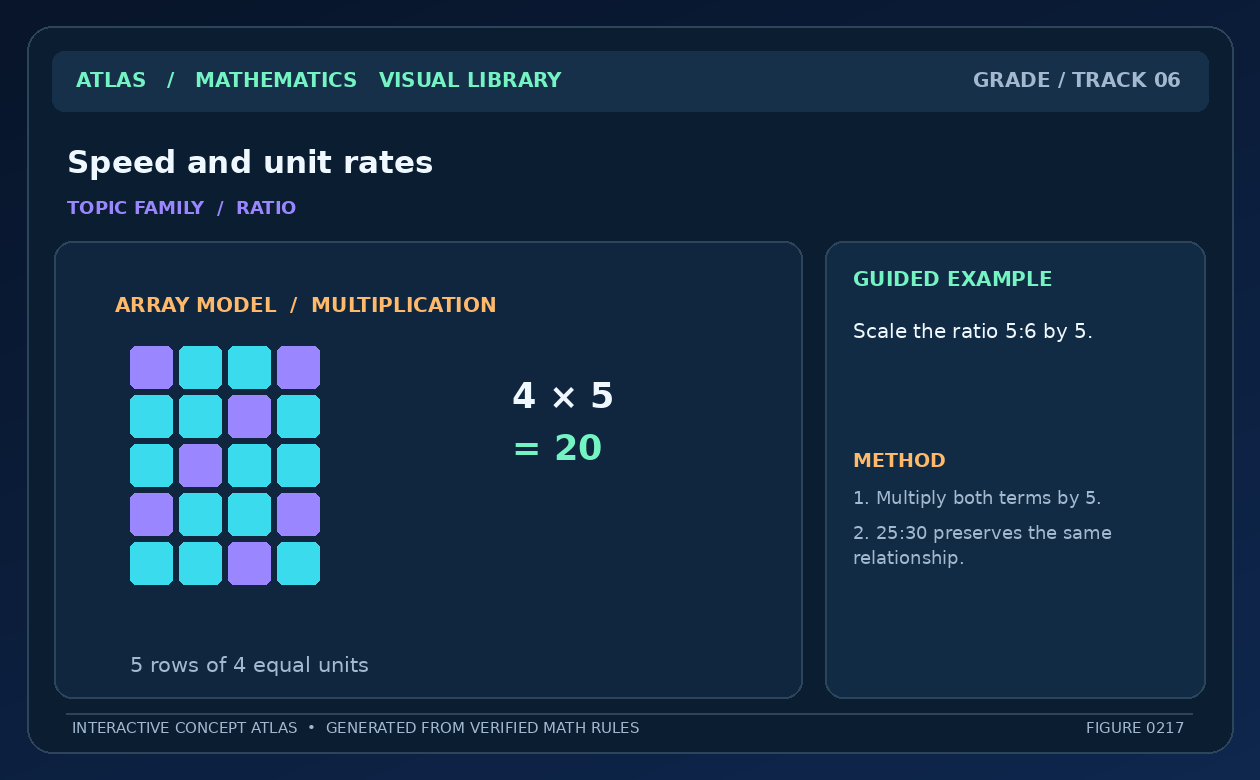 ATLAS / MATHEMATICS VISUAL LIBRARY
GRADE / TRACK 06
Speed and unit rates
TOPIC FAMILY / RATIO
ARRAY MODEL / MULTIPLICATION
4 × 5
= 20
5 rows of 4 equal units
GUIDED EXAMPLE
Scale the ratio 5:6 by 5.
METHOD
1. Multiply both terms by 5.
2. 25:30 preserves the same
relationship.
INTERACTIVE CONCEPT ATLAS • GENERATED FROM VERIFIED MATH RULES
FIGURE 0217